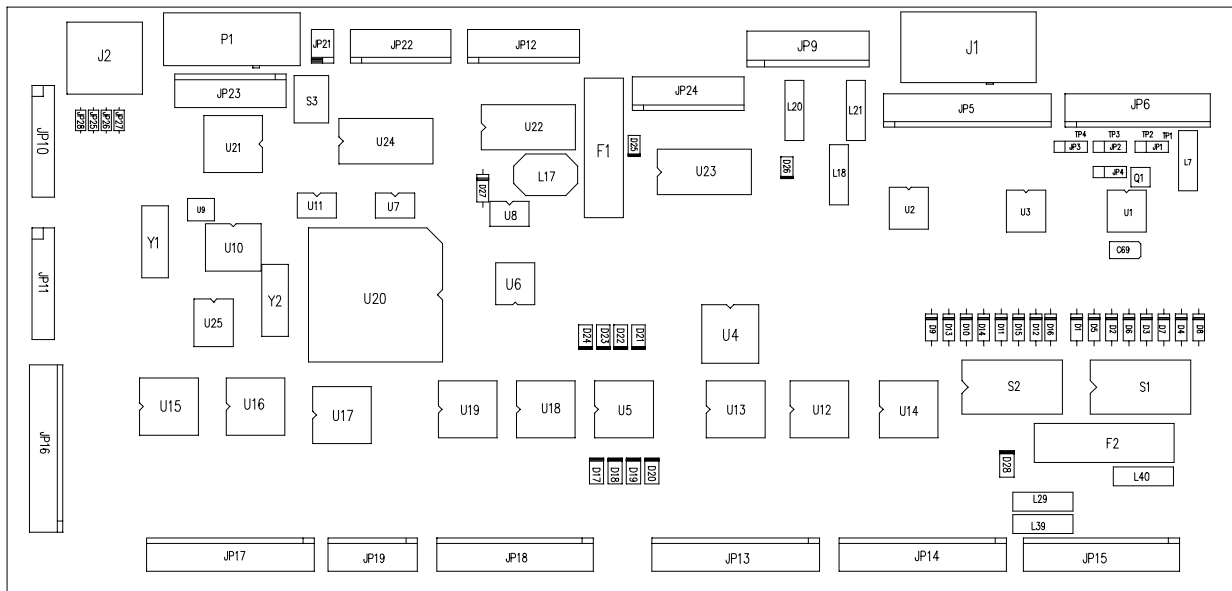 P1
JP21
JP22
JP12
JP9
J1
J2
JP23
S3
JP24
L20
L21
JP5
JP6
JP28
JP25
JP26
JP27
JP10
U21
U24
U22
F1
D25
U23
D26
L18
TP4
TP3
TP2
TP1
JP3
JP2
JP1
L7
JP4
Q1
L17
D27
U9
U11
U7
U8
U2
U3
U1
C69
Y1
U10
JP11
Y2
U20
U6
U25
U4
D24
D23
D22
D21
D9
D13
D10
D14
D11
D15
D12
D16
D1
D5
D2
D6
D3
D7
D4
D8
S2
S1
U15
U16
U17
U19
U18
U5
U13
U12
U14
JP16
F2
D28
L40
D17
D18
D19
D20
L29
L39
JP17
JP19
JP18
JP13
JP14
JP15